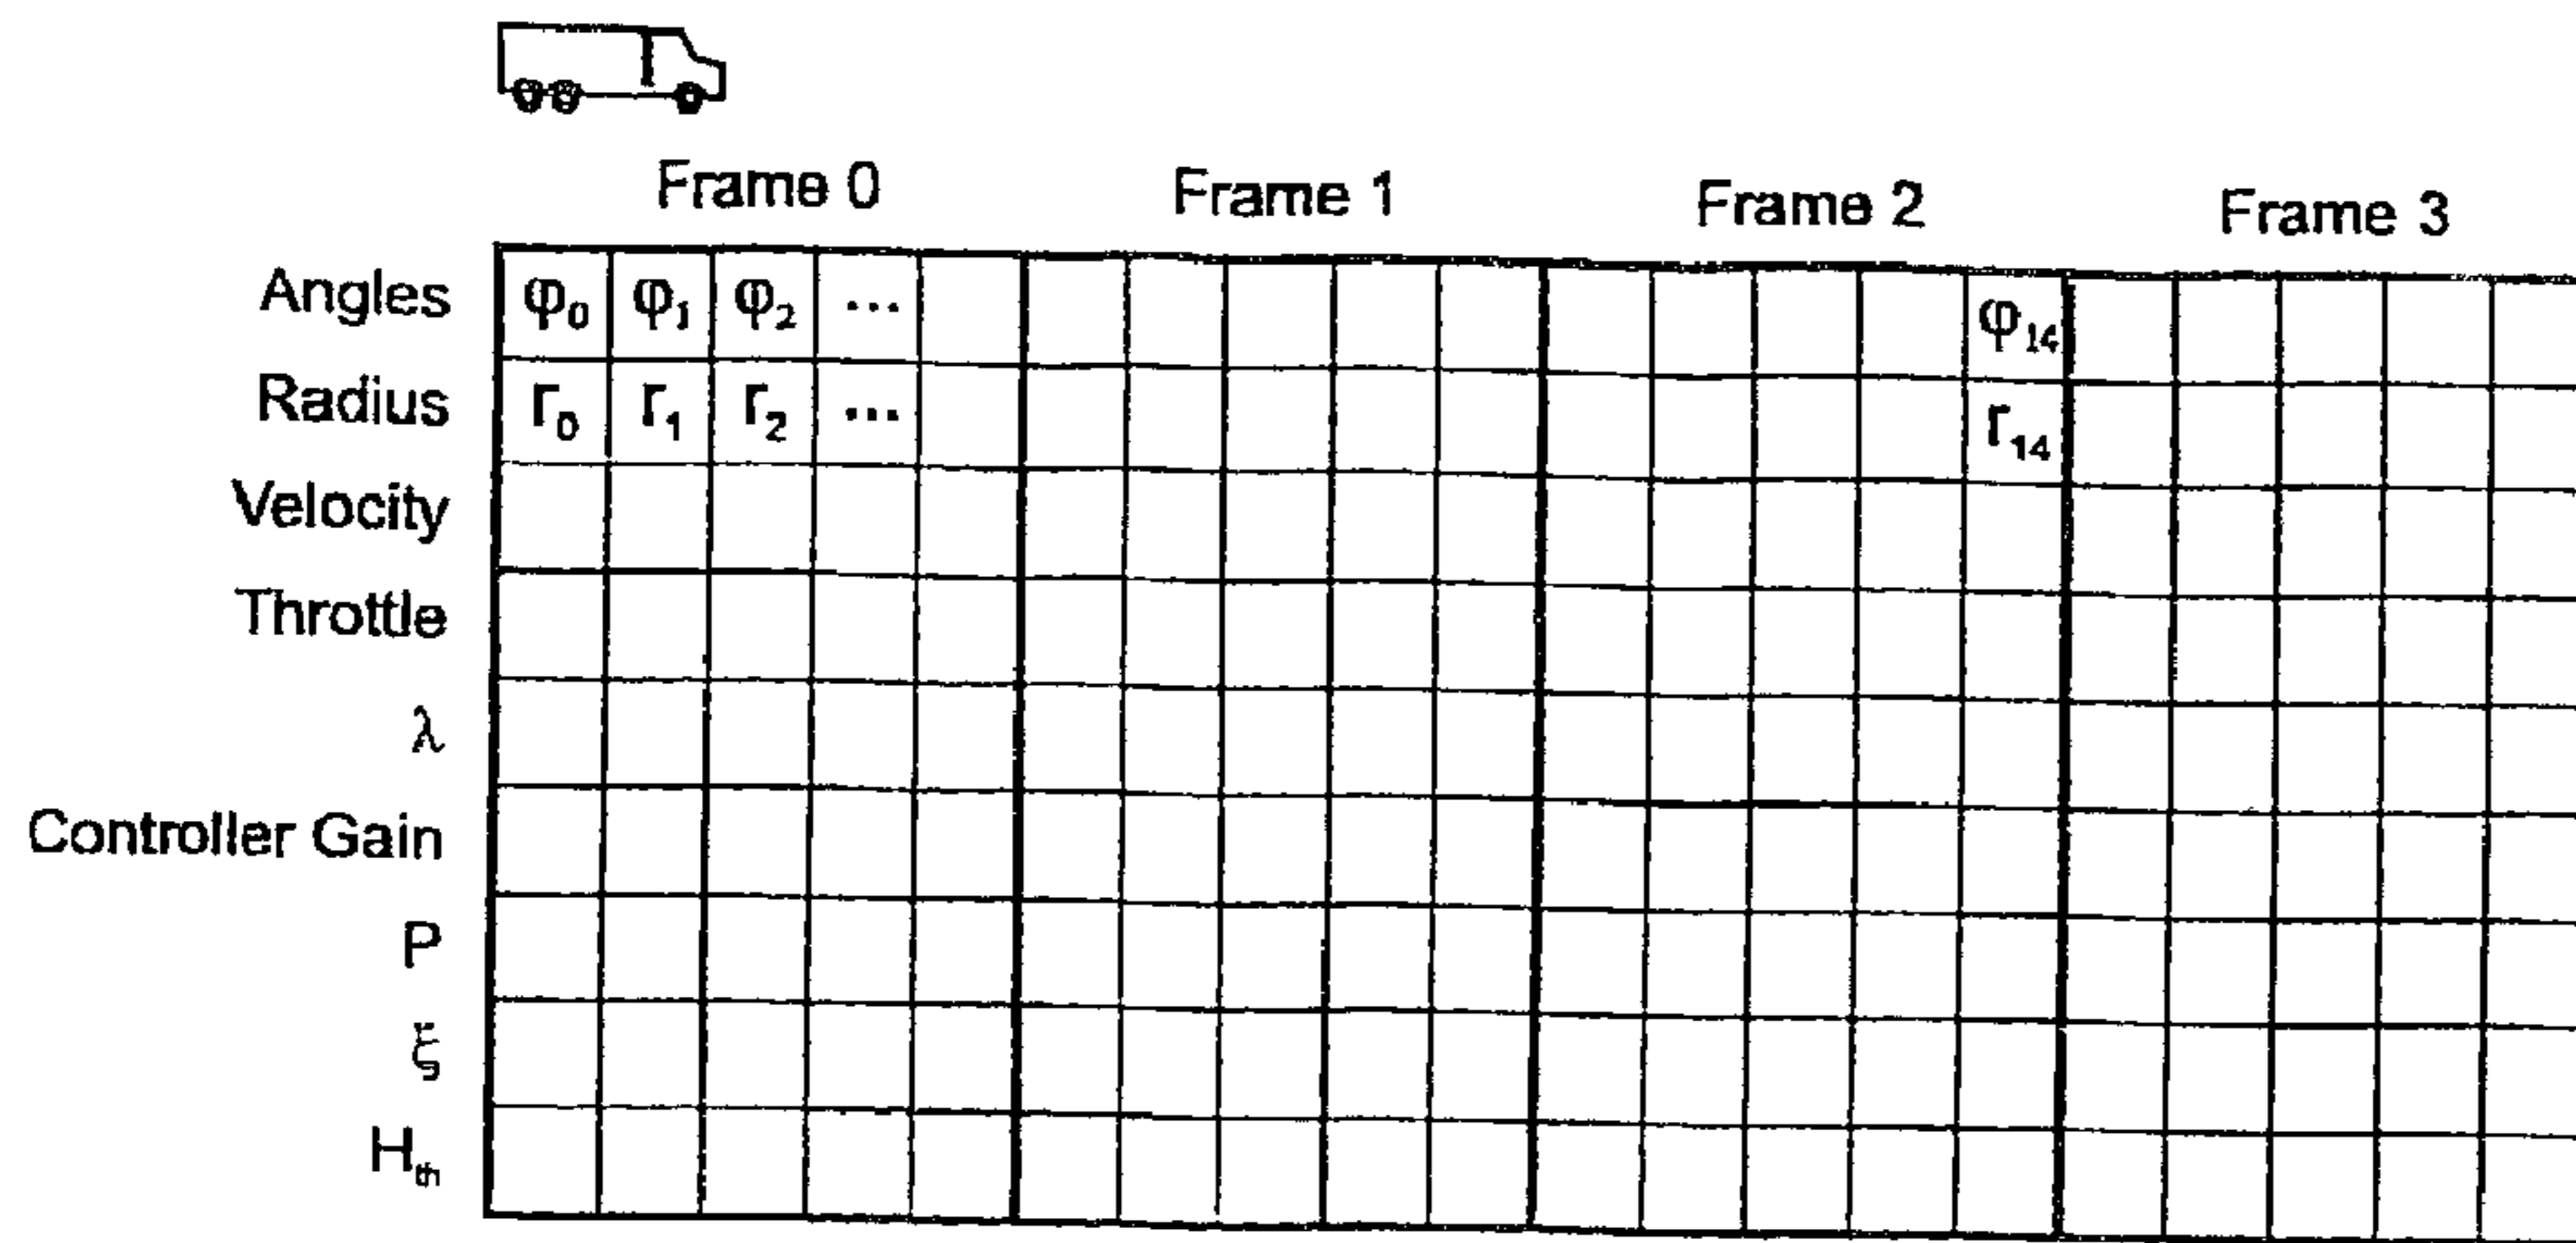 Frame 0 Frame 1 Frame 2 Frame 3
Angles φ₀ φ₁ φ₂ ... φ₁₄
Radius r₀ r₁ r₂ ... r₁₄
Velocity
Throttle
λ
Controller Gain
P
ξ
Hₜₕ